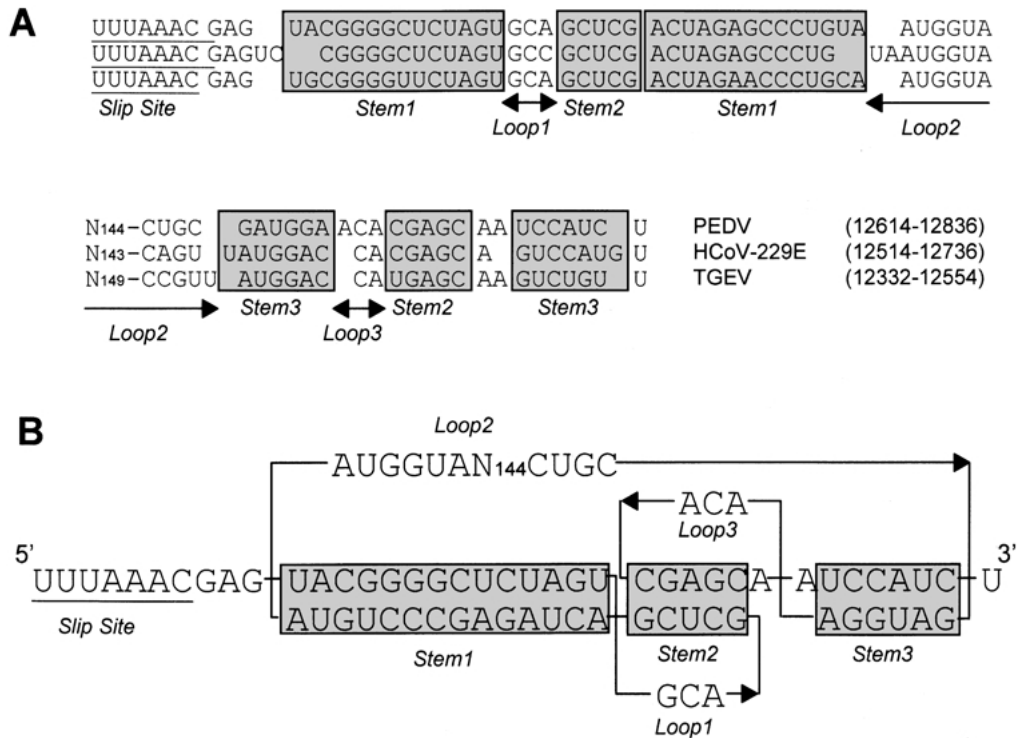 A
UUUAAAC GAG UACGGGGCUCUAGU GCA GCUCG ACUAGAGCCCUGUA AUGGUA
UUUAAAC GAGUC CGGGGCUCUAGU GCC GCUCG ACUAGAGCCCUG UAAUGGUA
UUUAAAC GAG UGCGGGGUUCUAGU GCA GCUCG ACUAGAACCCUGCA AUGGUA
Slip Site Stem1 Loop1 Stem2 Stem1 Loop2
N144-CUGC GAUGGA ACA CGAGC AA UCCAUC U PEDV (12614-12836)
N143-CAGU UAUGGAC CA CGAGC A GUCCAUG U HCoV-229E (12514-12736)
N149-CCGUU AUGGAC CA UGAGC AA GUCUGU U TGEV (12332-12554)
Loop2 Stem3 Loop3 Stem2 Stem3
B
Loop2
AUGGUAN144CUGC
ACA
Loop3
5’ 3’
UUUAAACGAG UACGGGGCUCUAGU CGAGCA A UCCAUC U
Slip Site AUGUCCCGAGAUCA GCUCG AGGUAG
Stem1 Stem2 Stem3
GCA
Loop1